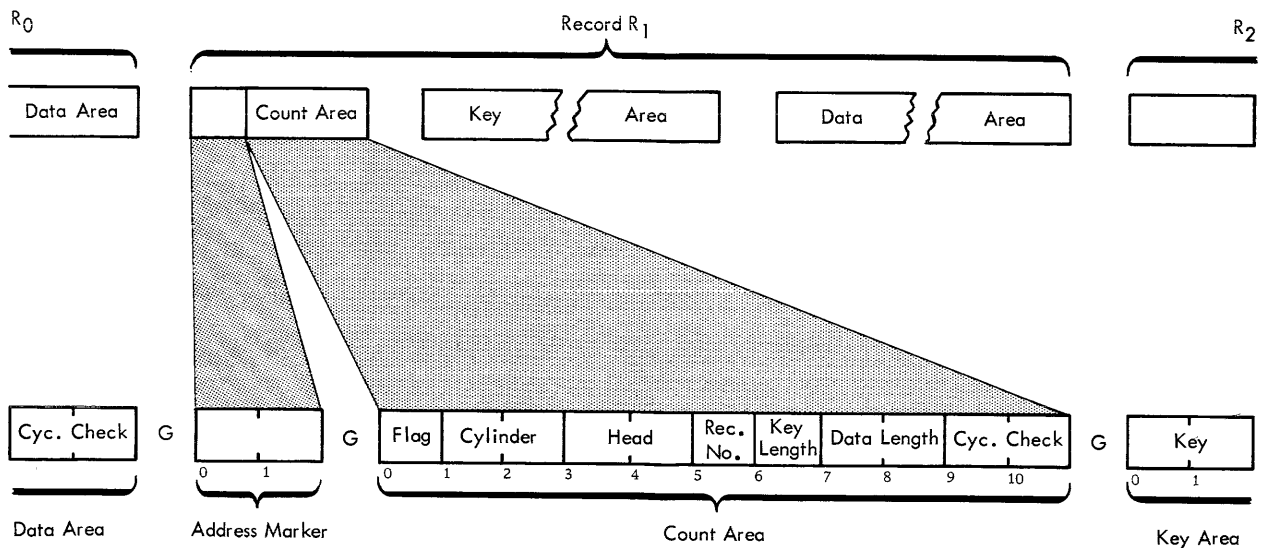 R0 Record R1 R2
Data Area Count Area Key Area Data Area
Cyc. Check G G Flag Cylinder Head Rec. No. Key Length Data Length Cyc. Check G Key
0 1 0 1 2 3 4 5 6 7 8 9 10 0 1
Data Area Address Marker Count Area Key Area